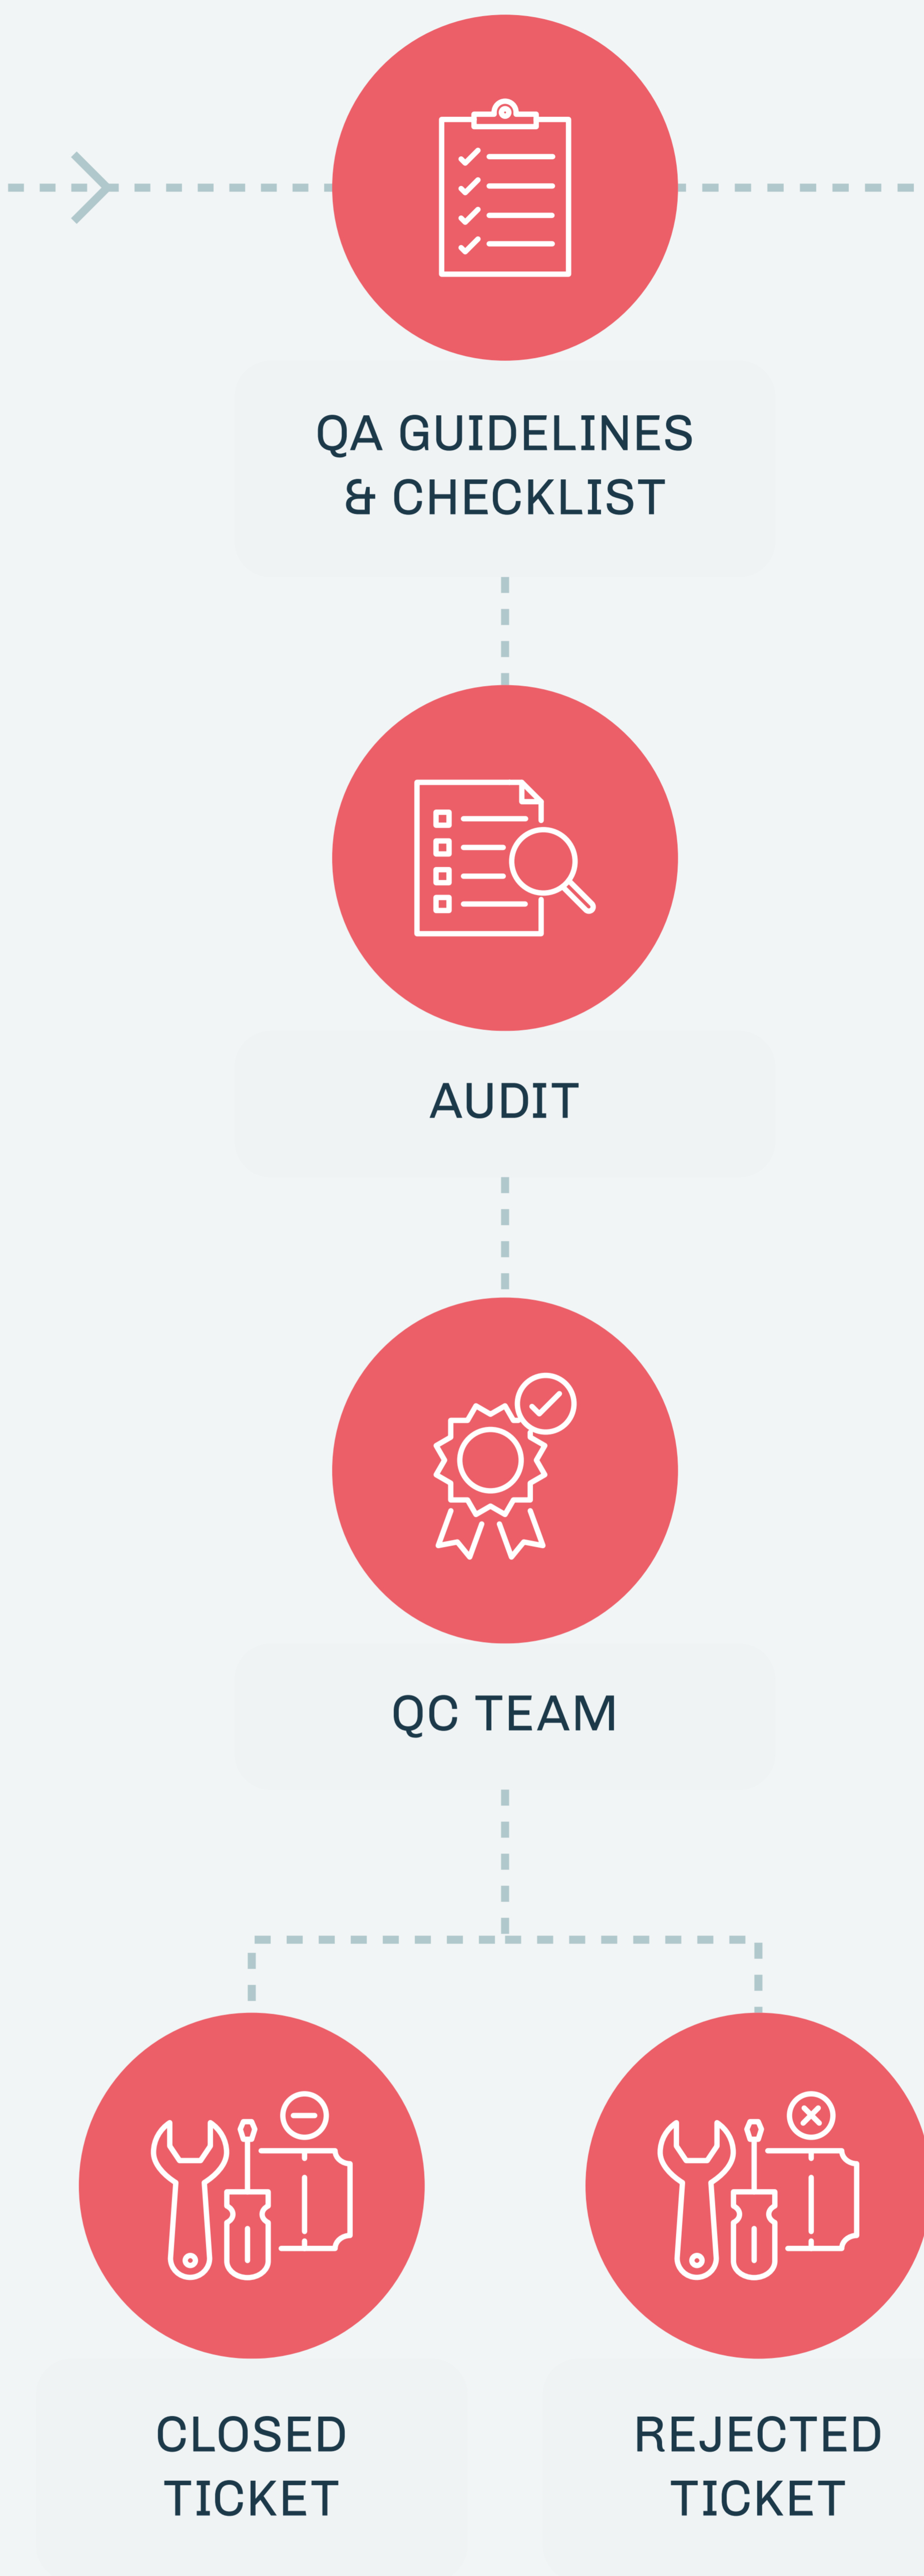 QA GUIDELINES
& CHECKLIST
AUDIT
QC TEAM
CLOSED
TICKET
REJECTED
TICKET